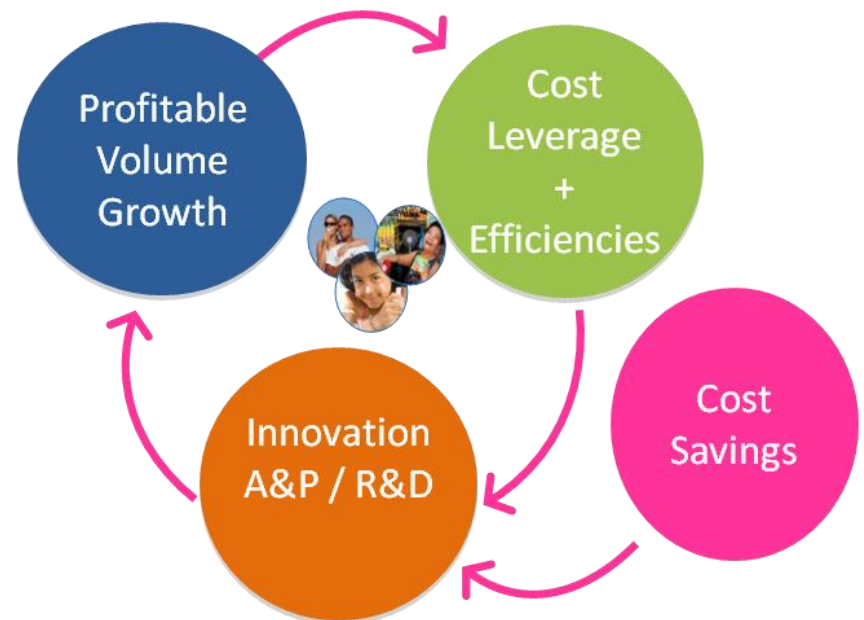 Profitable
Volume
Growth
Cost
Leverage
+
Efficiencies
Innovation
A&P / R&D
Cost
Savings